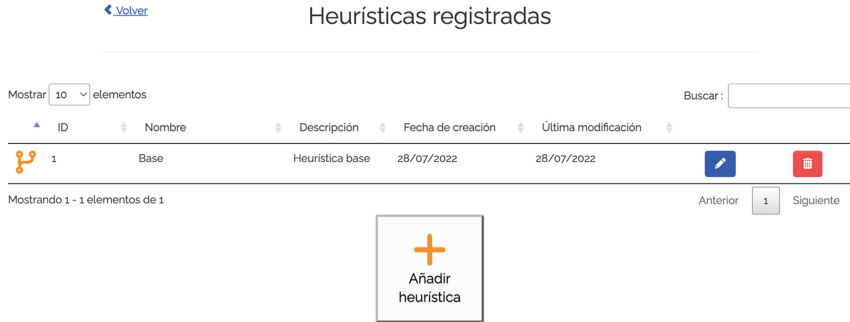 Volver
Heurísticas registradas
Mostrar 10 elementos
Buscar :
ID Nombre Descripción Fecha de creación Última modificación
1 Base Heurística base 28/07/2022 28/07/2022
Mostrando 1 - 1 elementos de 1
Anterior 1 Siguiente
Añadir
heurística